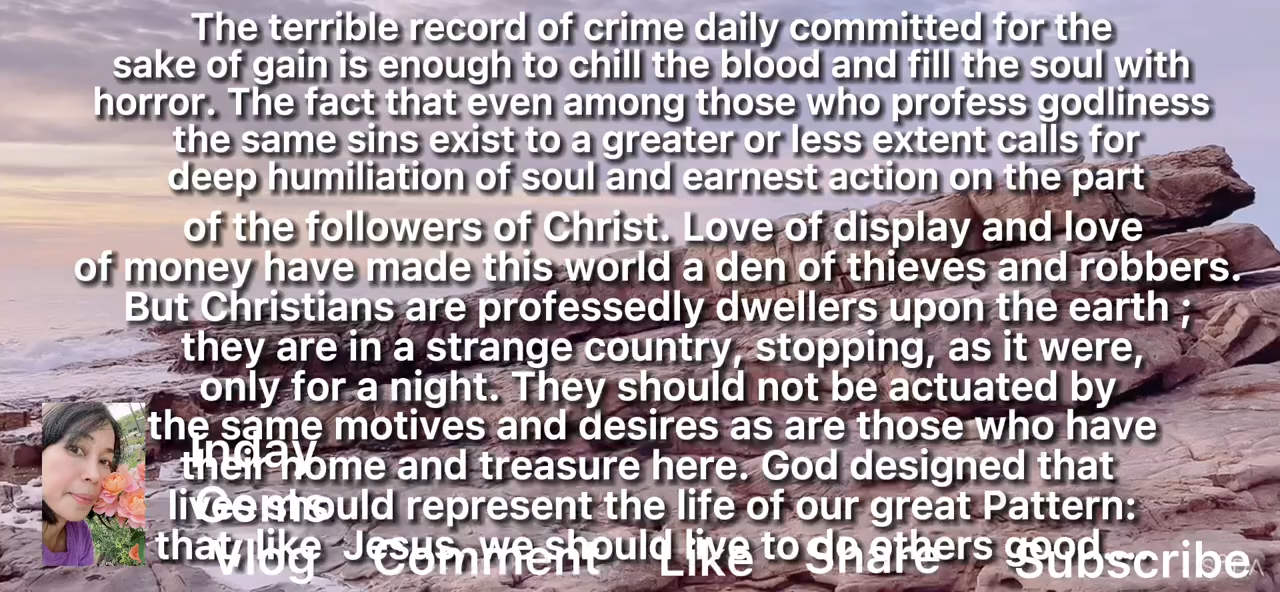 The terrible record of crime daily committed for the
sake of gain is enough to chill the blood and fill the soul with
horror. The fact that even among those who profess godliness
the same sins exist to a greater or less extent calls for
deep humiliation of soul and earnest action on the part
of the followers of Christ. Love of display and love
of money have made this world a den of thieves and robbers.
But Christians are professedly dwellers upon the earth ;
they are in a strange country, stopping, as it were,
only for a night. They should not be actuated by
the same motives and desires as are those who have
their home and treasure here. God designed that
lives should represent the life of our great Pattern:
that, like Jesus, we should live to do others good....
Inday
Vlog Comment Like Share Subscribe